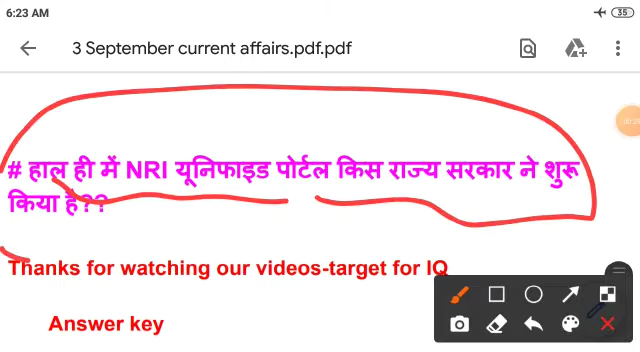 6:23 AM
35
3 September current affairs.pdf.pdf
# हाल ही में NRI यूनिफाइड पोर्टल किस राज्य सरकार ने शुरू
किया है??
Thanks for watching our videos-target for IQ
Answer key